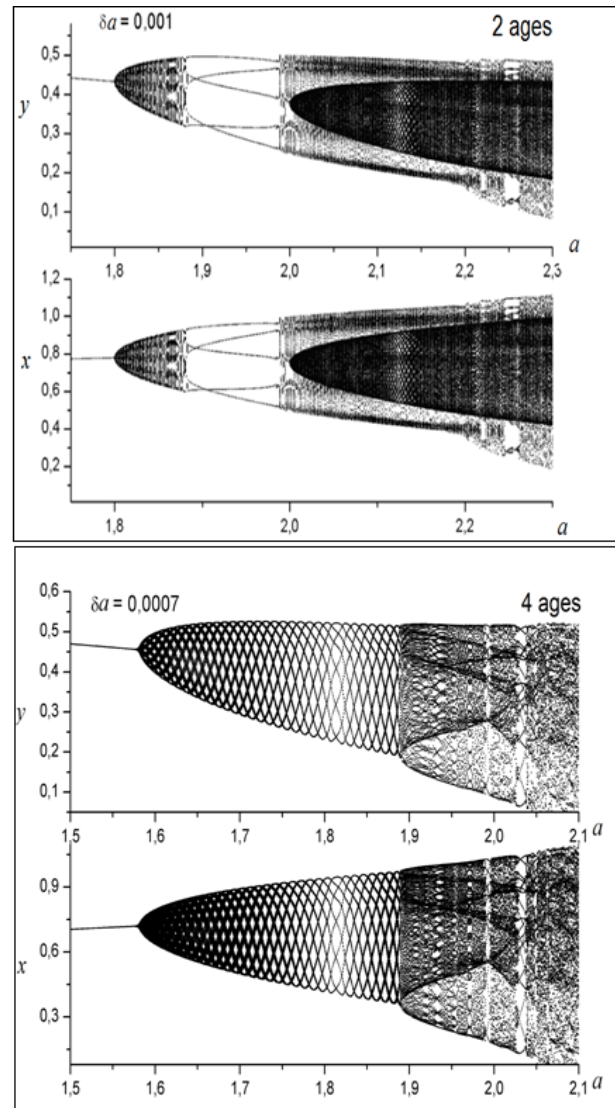 δa = 0,001
2 ages
0,5
0,4
y
0,3
0,2
0,1
1,8 1,9 2,0 2,1 2,2 2,3
a
1,2
1,0
x 0,8
0,6
0,4
0,2
1,8 2,0 2,2
a
0,6
δa = 0,0007
4 ages
0,5
0,4
y
0,3
0,2
0,1
1,5 1,6 1,7 1,8 1,9 2,0 a 2,1
0,9
x 0,6
0,3
1,5 1,6 1,7 1,8 1,9 2,0 a 2,1